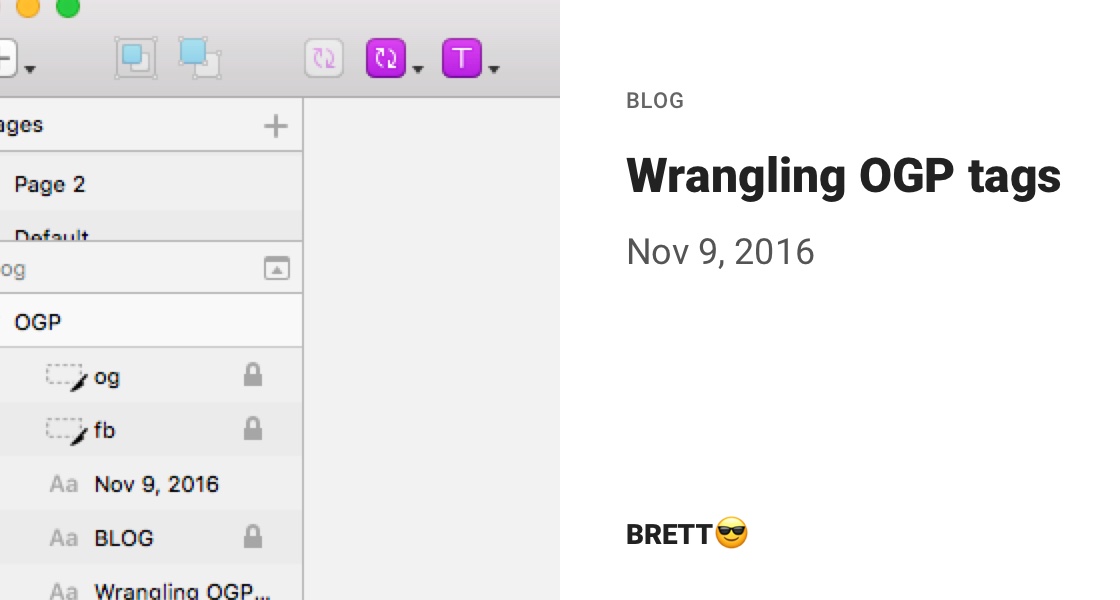 ages
Page 2
Default
og
OGP
og
fb
Aa Nov 9, 2016
Aa BLOG
Aa Wrangling OGP...
T
BLOG
Wrangling OGP tags
Nov 9, 2016
BRETT😎